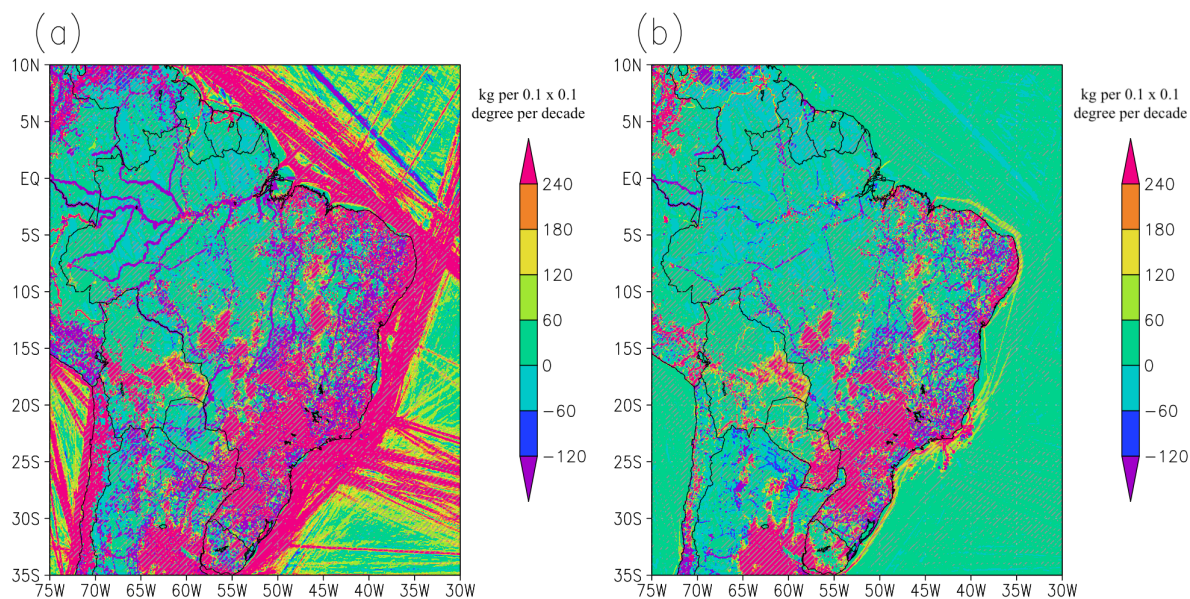 (a)
10N
5N
EQ
5S
10S
15S
20S
25S
30S
35S
75W 70W 65W 60W 55W 50W 45W 40W 35W 30W
kg per 0.1 x 0.1
degree per decade
240
180
120
60
0
−60
−120
(b)
10N
5N
EQ
5S
10S
15S
20S
25S
30S
35S
75W 70W 65W 60W 55W 50W 45W 40W 35W 30W
kg per 0.1 x 0.1
degree per decade
240
180
120
60
0
−60
−120